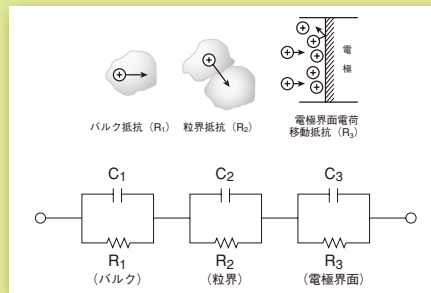 電
極
バルク抵抗（R₁）
粒界抵抗（R₂）
電極界面電荷
移動抵抗（R₃）
C₁
C₂
C₃
R₁
R₂
R₃
（バルク）
（粒界）
（電極界面）